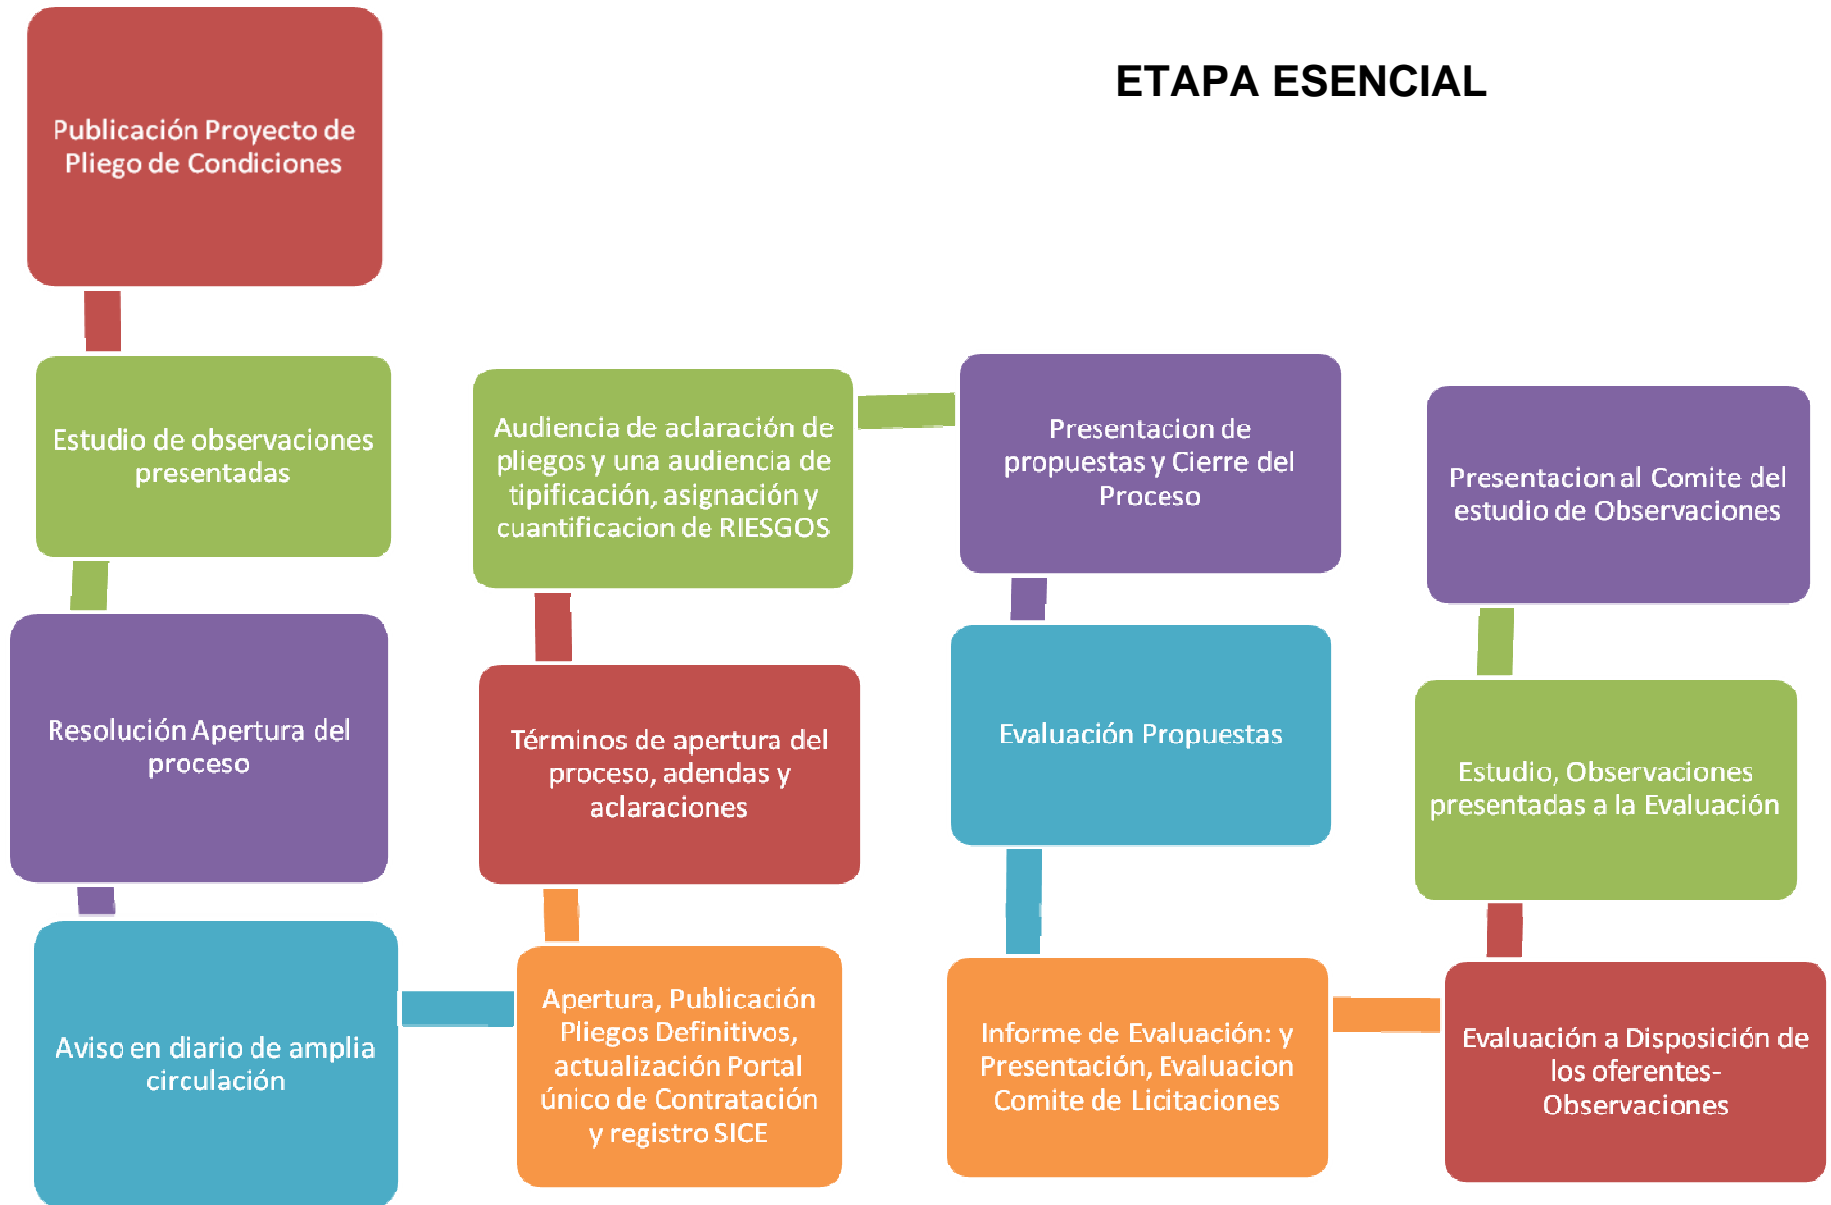 ETAPA ESENCIAL
Publicación Proyecto de
Pliego de Condiciones
Estudio de observaciones
presentadas
Resolución Apertura del
proceso
Aviso en diario de amplia
circulación
Apertura, Publicación
Pliegos Definitivos,
actualización Portal
único de Contratación
y registro SICE
Términos de apertura del
proceso, adendas y
aclaraciones
Audiencia de aclaración de
pliegos y una audiencia de
tipificación, asignación y
cuantificacion de RIESGOS
Presentacion de
propuestas y Cierre del
Proceso
Evaluación Propuestas
Informe de Evaluación: y
Presentación, Evaluacion
Comite de Licitaciones
Evaluación a Disposición de
los oferentes-
Observaciones
Estudio, Observaciones
presentadas a la Evaluación
Presentacion al Comite del
estudio de Observaciones